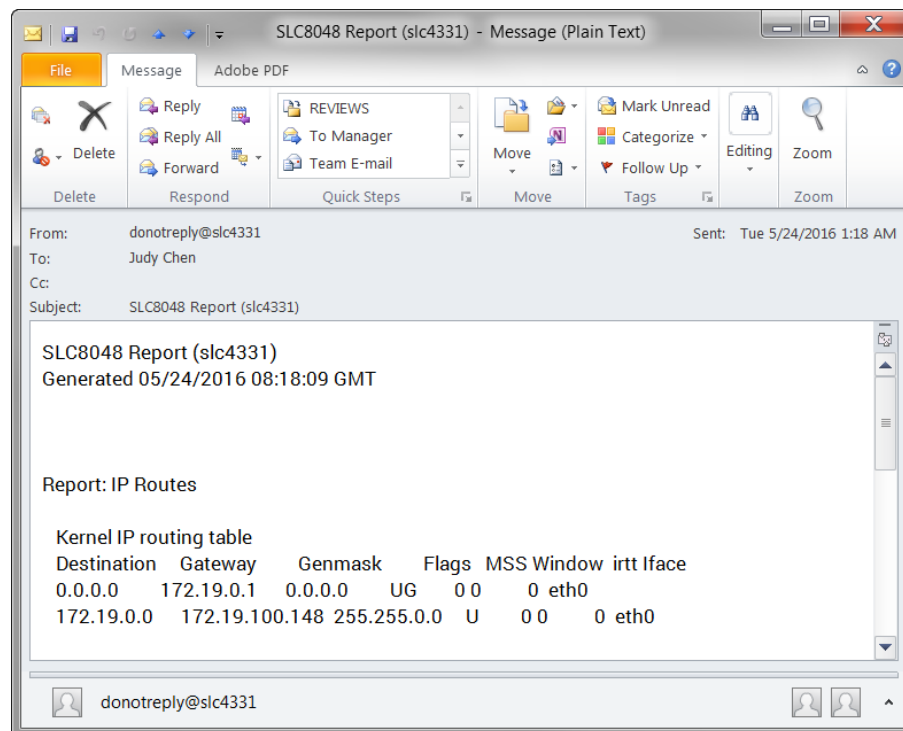 SLC8048 Report (slc4331) - Message (Plain Text)
File Message Adobe PDF
Delete
Reply
Reply All
Forward
REVIEWS
To Manager
Team E-mail
Move
Mark Unread
Categorize
Follow Up
Editing
Zoom
Delete Respond Quick Steps Move Tags Zoom
From: donotreply@slc4331 Sent: Tue 5/24/2016 1:18 AM
To: Judy Chen
Cc:
Subject: SLC8048 Report (slc4331)
SLC8048 Report (slc4331)
Generated 05/24/2016 08:18:09 GMT
Report: IP Routes
Kernel IP routing table
Destination Gateway Genmask Flags MSS Window irtt Iface
0.0.0.0 172.19.0.1 0.0.0.0 UG 0 0 0 eth0
172.19.0.0 172.19.100.148 255.255.0.0 U 0 0 0 eth0
donotreply@slc4331